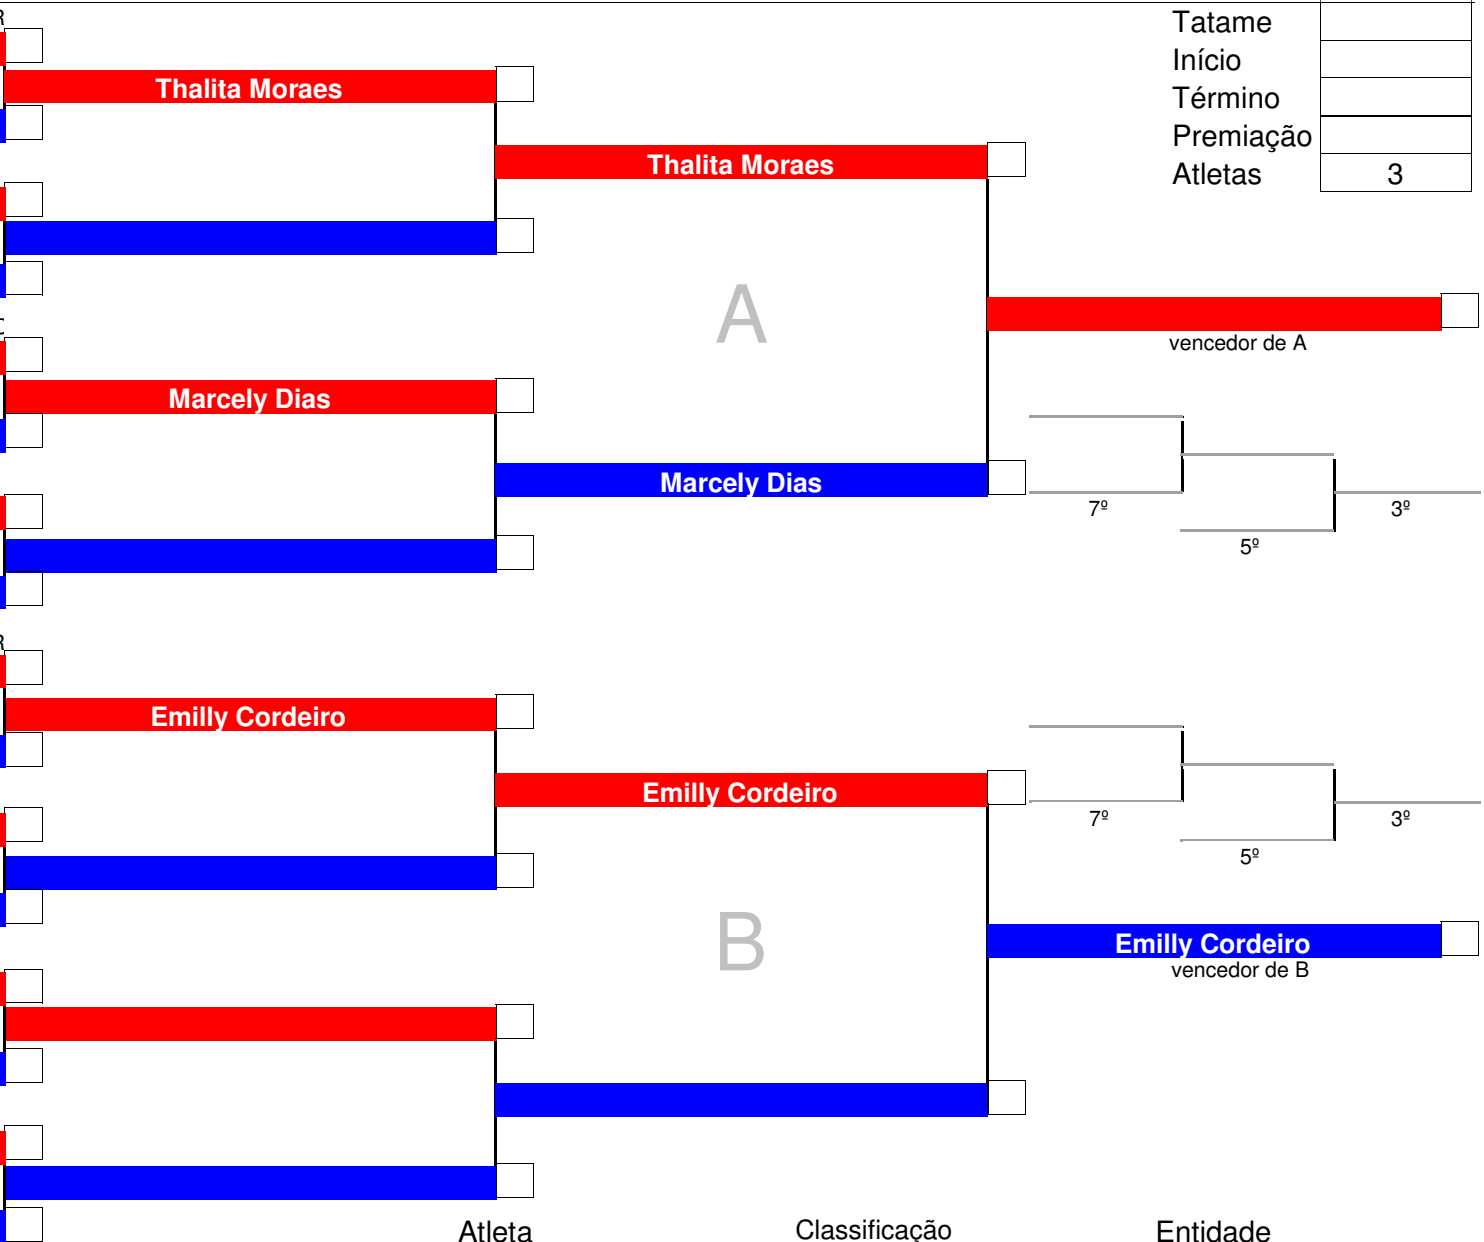 Tatame
Início
Término
Premiação
Atletas 3
Thalita Moraes
Thalita Moraes
A
vencedor de A
Marcely Dias
Marcely Dias
7º
3º
5º
Emilly Cordeiro
Emilly Cordeiro
7º
3º
5º
B
Emilly Cordeiro
vencedor de B
Atleta Classificação Entidade